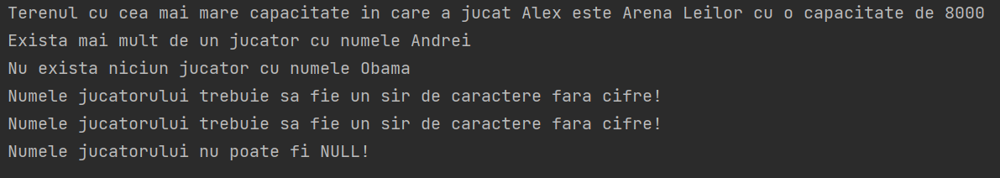 Terenul cu cea mai mare capacitate in care a jucat Alex este Arena Leilor cu o capacitate de 8000
Exista mai mult de un jucator cu numele Andrei
Nu exista niciun jucator cu numele Obama
Numele jucatorului trebuie sa fie un sir de caractere fara cifre!
Numele jucatorului trebuie sa fie un sir de caractere fara cifre!
Numele jucatorului nu poate fi NULL!